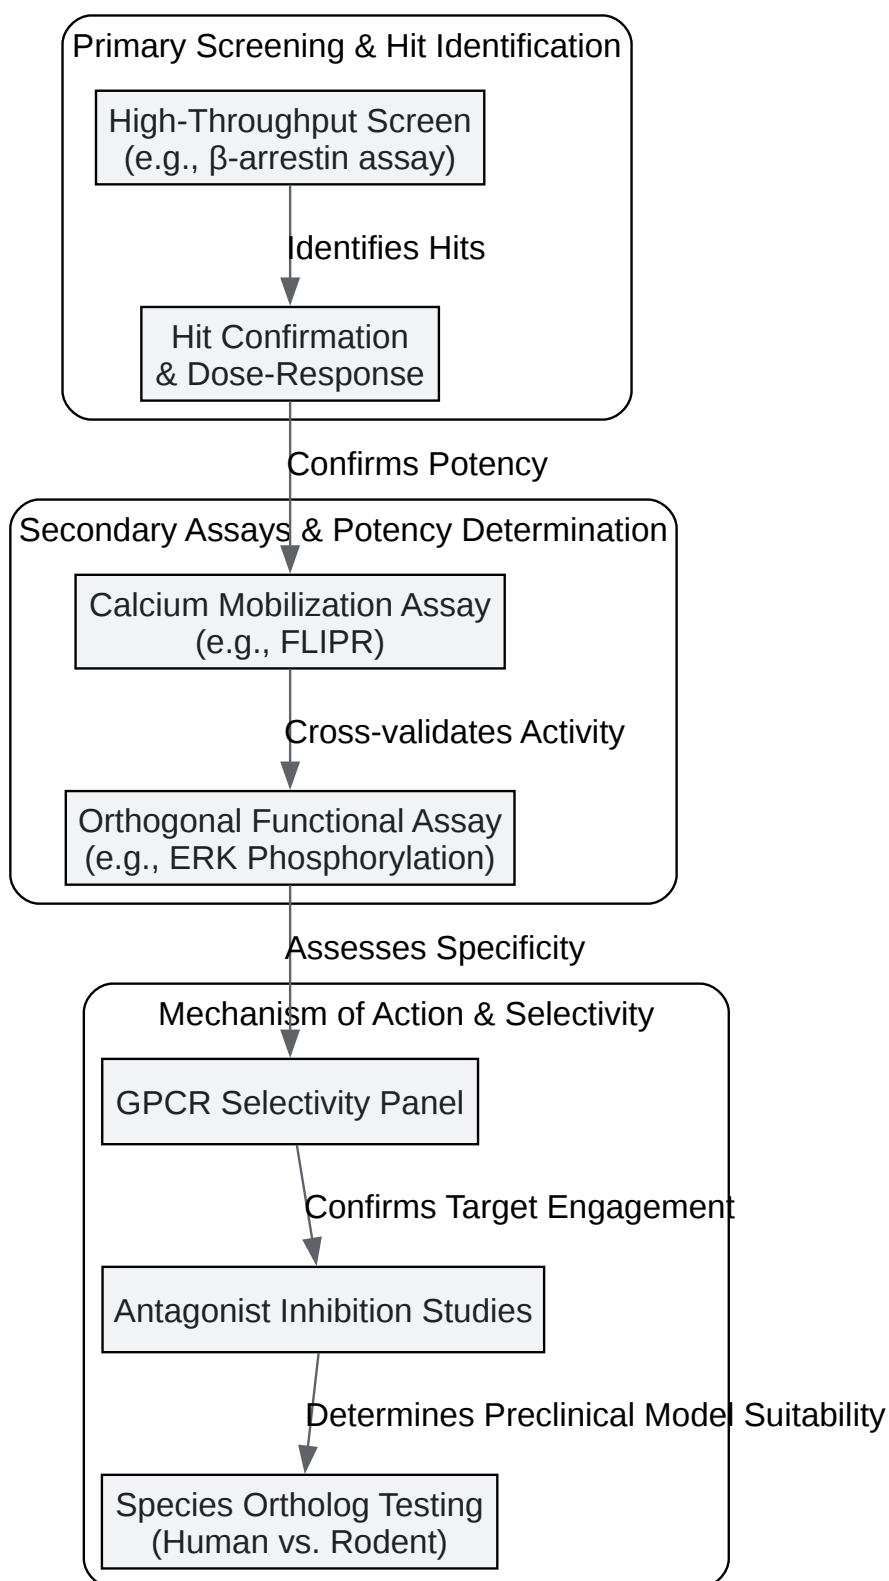 Primary Screening & Hit Identification
High-Throughput Screen
(e.g., β-arrestin assay)
Identifies Hits
Hit Confirmation
& Dose-Response
Confirms Potency
Secondary Assays & Potency Determination
Calcium Mobilization Assay
(e.g., FLIPR)
Cross-validates Activity
Orthogonal Functional Assay
(e.g., ERK Phosphorylation)
Assesses Specificity
Mechanism of Action & Selectivity
GPCR Selectivity Panel
Confirms Target Engagement
Antagonist Inhibition Studies
Determines Preclinical Model Suitability
Species Ortholog Testing
(Human vs. Rodent)